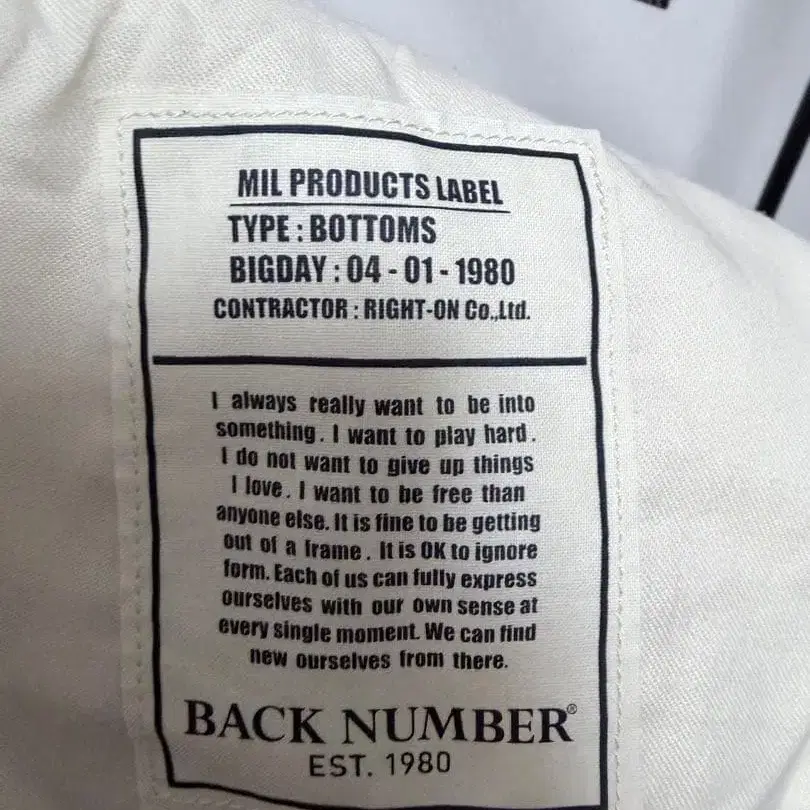 MIL PRODUCTS LABEL
TYPE : BOTTOMS
BIGDAY : 04 - 01 - 1980
CONTRACTOR : RIGHT-ON Co.,Ltd.
I always really want to be into
something. I want to play hard.
I do not want to give up things
I love. I want to be free than
anyone else. It is fine to be getting
out of a frame. It is OK to ignore
form. Each of us can fully express
ourselves with our own sense at
every single moment. We can find
new ourselves from there.
BACK NUMBER®
EST. 1980